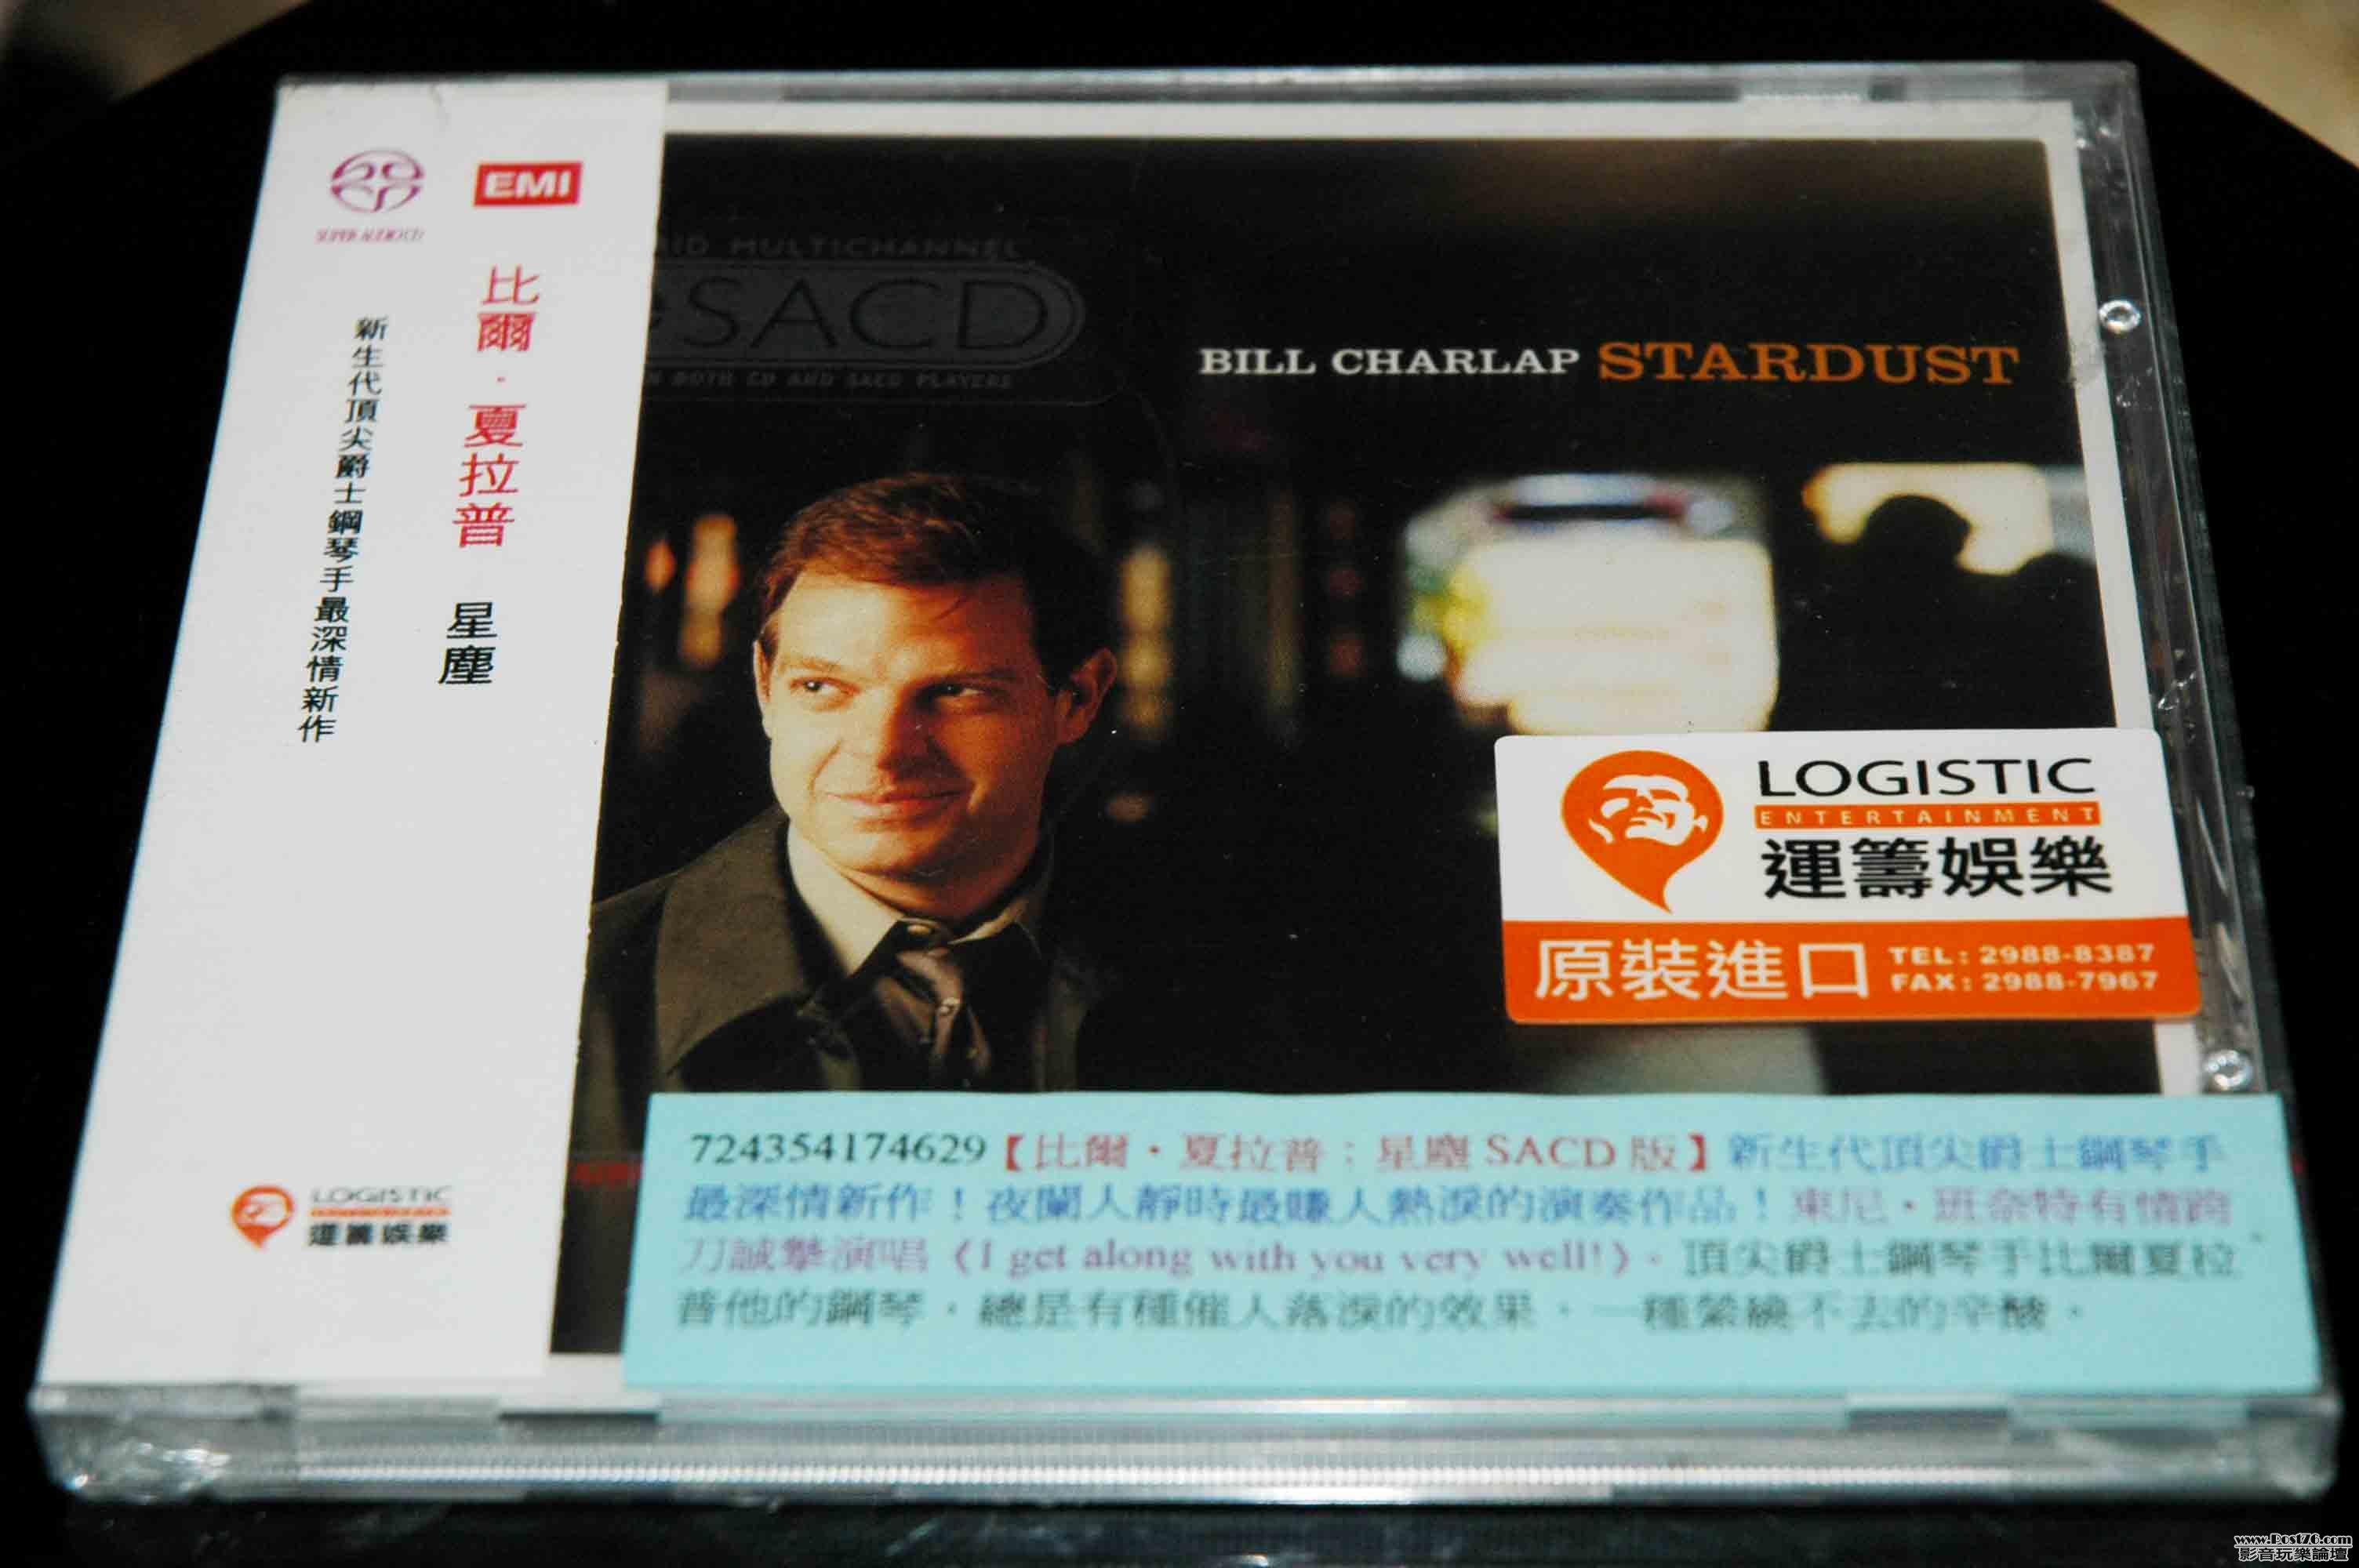 SUPER AUDIO CD
EMI
比爾·夏拉普 星塵
新生代頂尖爵士鋼琴手最深情新作
LOGISTIC
運籌娛樂
MULTICHANNEL
SACD
BOTH CD AND SACD PLAYERS
BILL CHARLAP STARDUST
LOGISTIC
ENTERTAINMENT
運籌娛樂
原裝進口 TEL: 2988-8387
FAX: 2988-7967
724354174629【比爾·夏拉普：星塵 SACD 版】新生代頂尖爵士鋼琴手
最深情新作！夜闌人靜時最賺人熱淚的演奏作品！東尼·班奈特有情跨
刀誠摯演唱〈I get along with you very well!〉。頂尖爵士鋼琴手比爾夏拉
普他的鋼琴，總是有種催人落淚的效果，一種縈繞不去的辛酸。
www.Post76.com
影音玩樂論壇